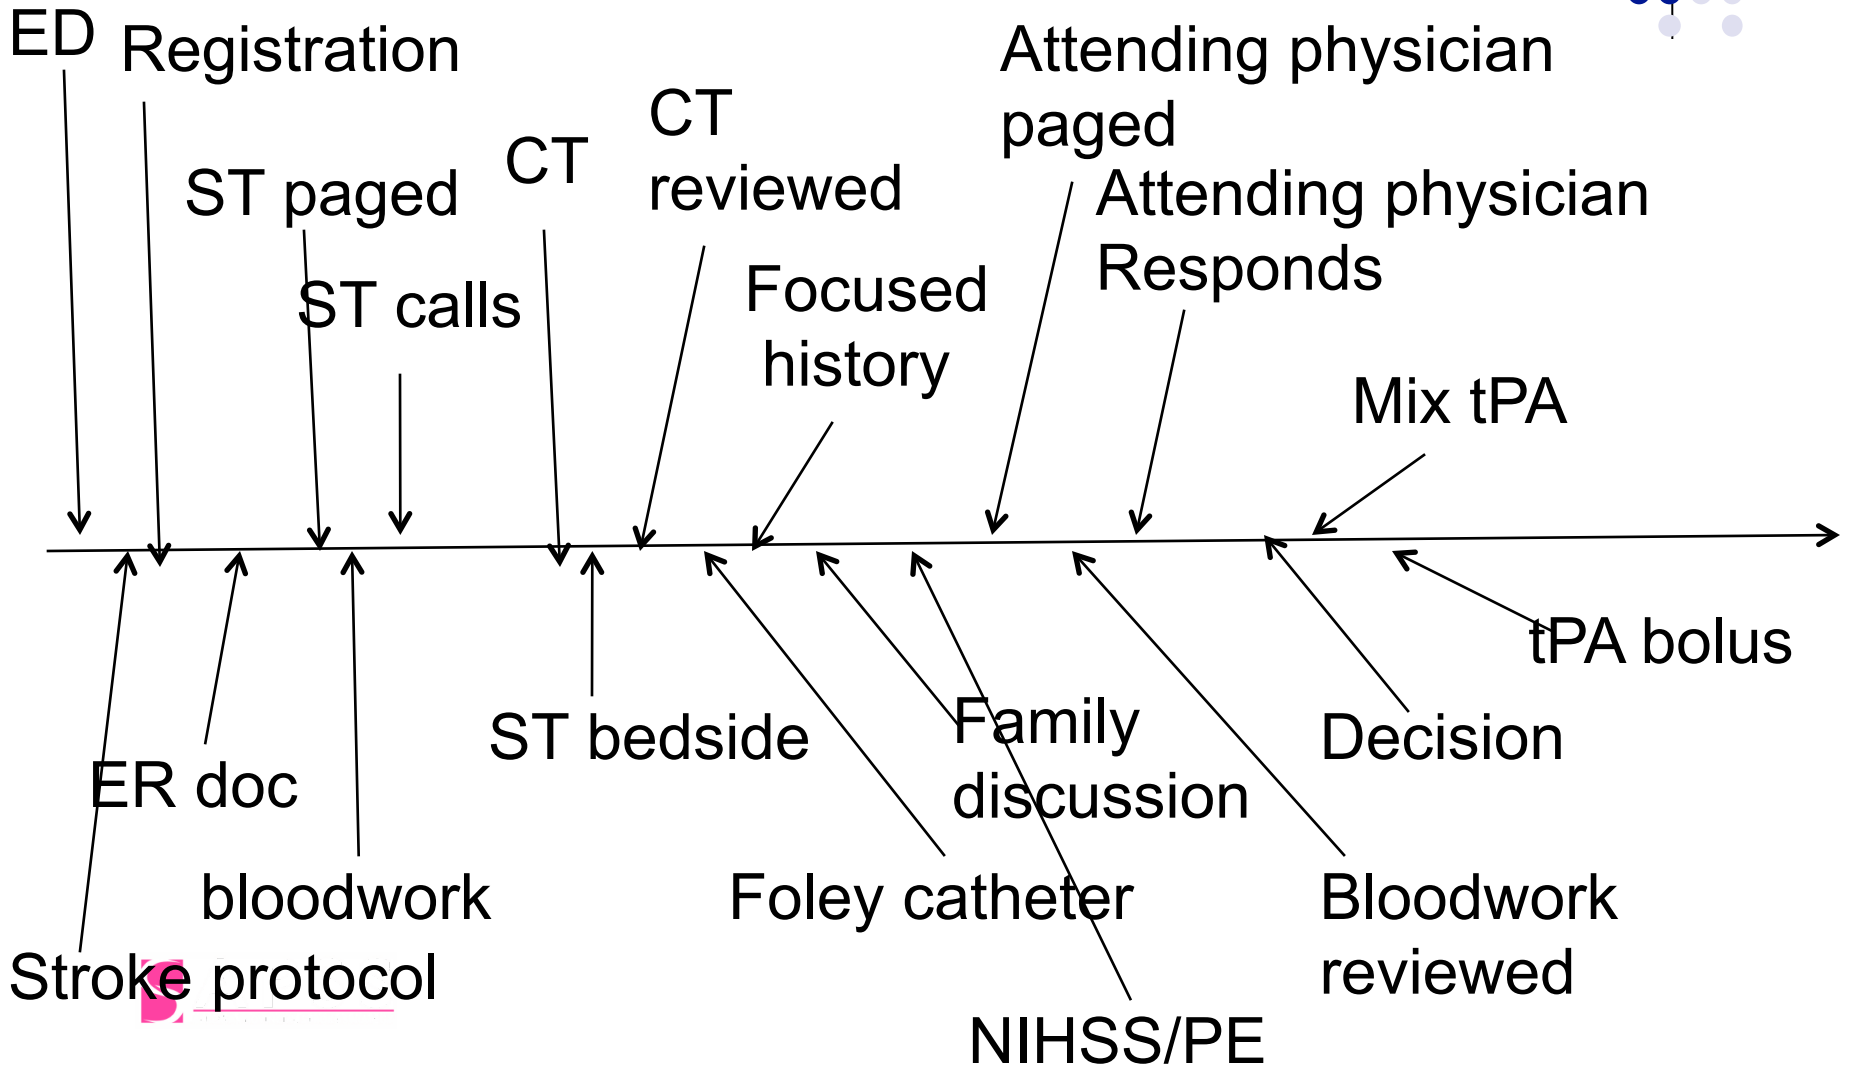 ED
Registration
Attending physician
paged
CT
reviewed
CT
ST paged
Attending physician
Responds
ST calls
Focused
history
Mix tPA
tPA bolus
ST bedside
Family
discussion
Decision
ER doc
bloodwork
Foley catheter
Bloodwork
reviewed
Stroke protocol
NIHSS/PE